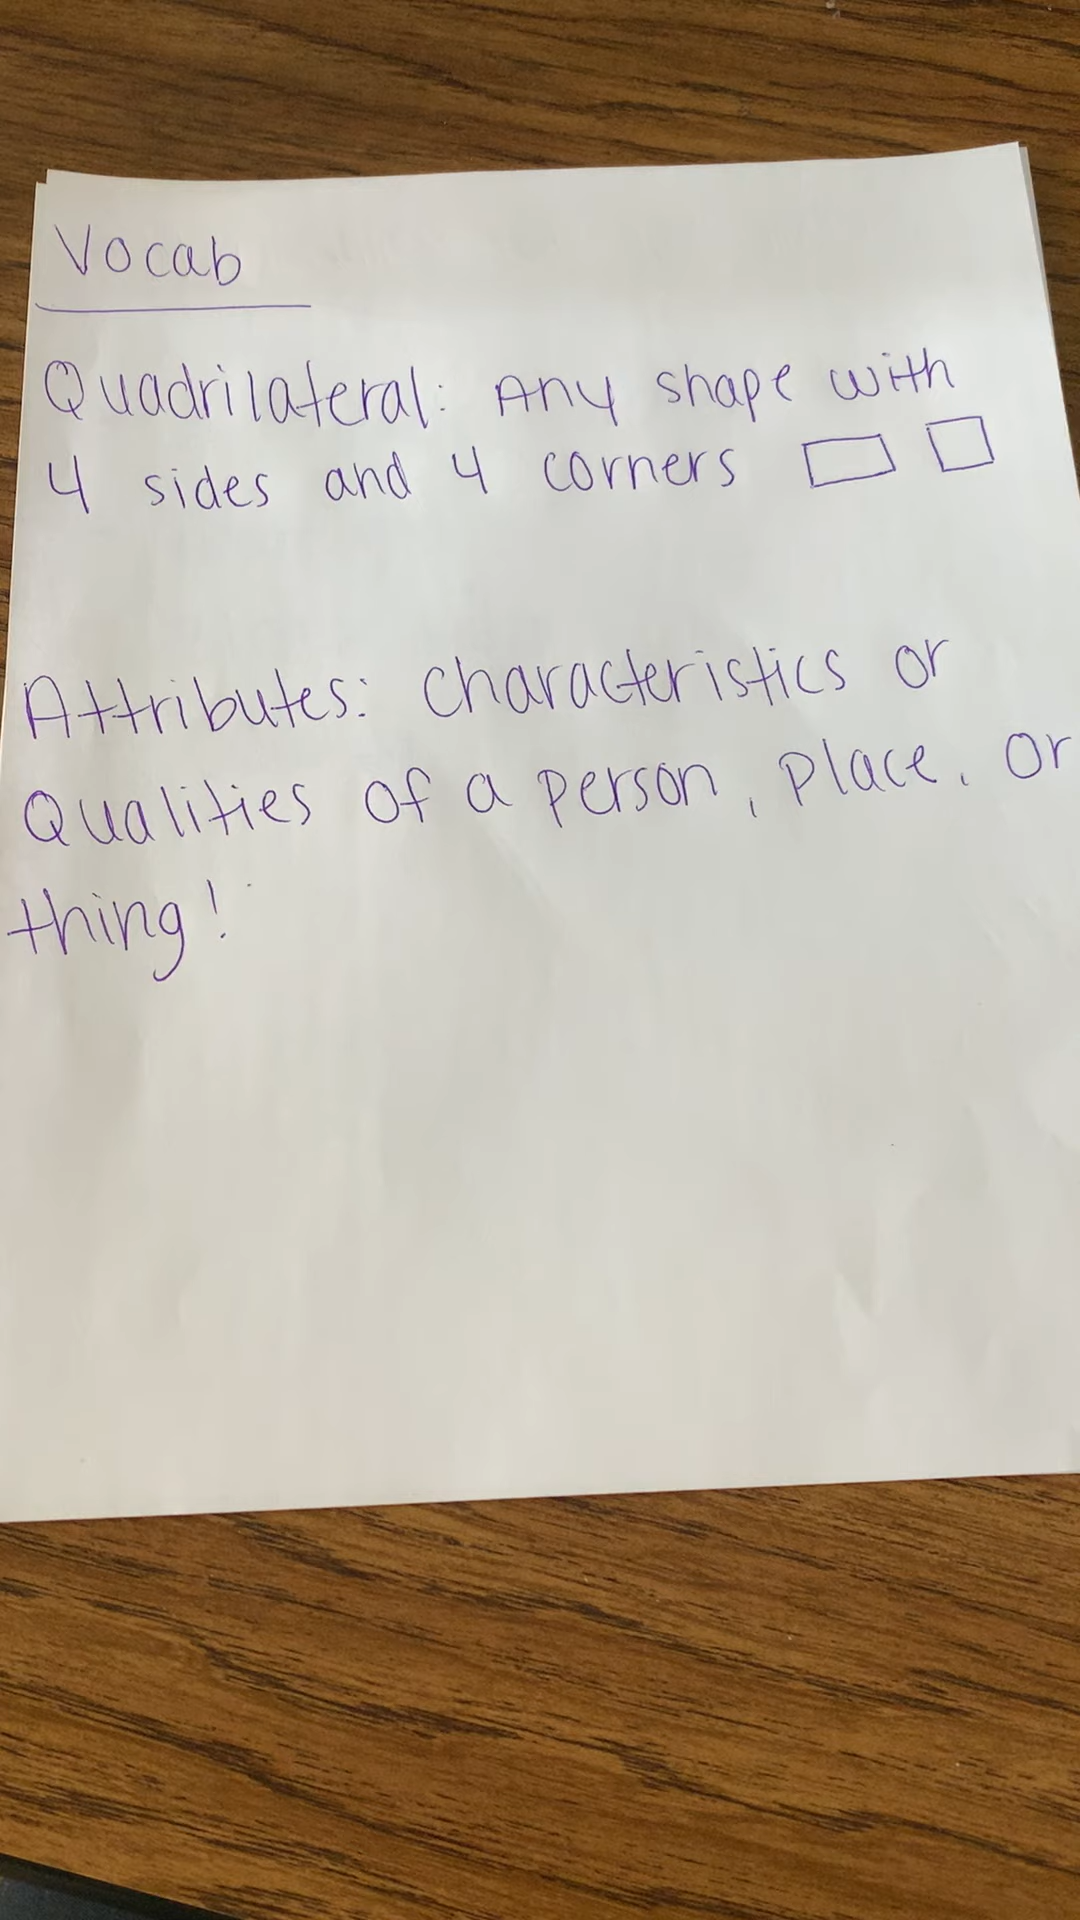 Vocab
Quadrilateral: Any shape with
4 sides and 4 corners
Attributes: Characteristics or
Qualities of a person, place, or
thing!